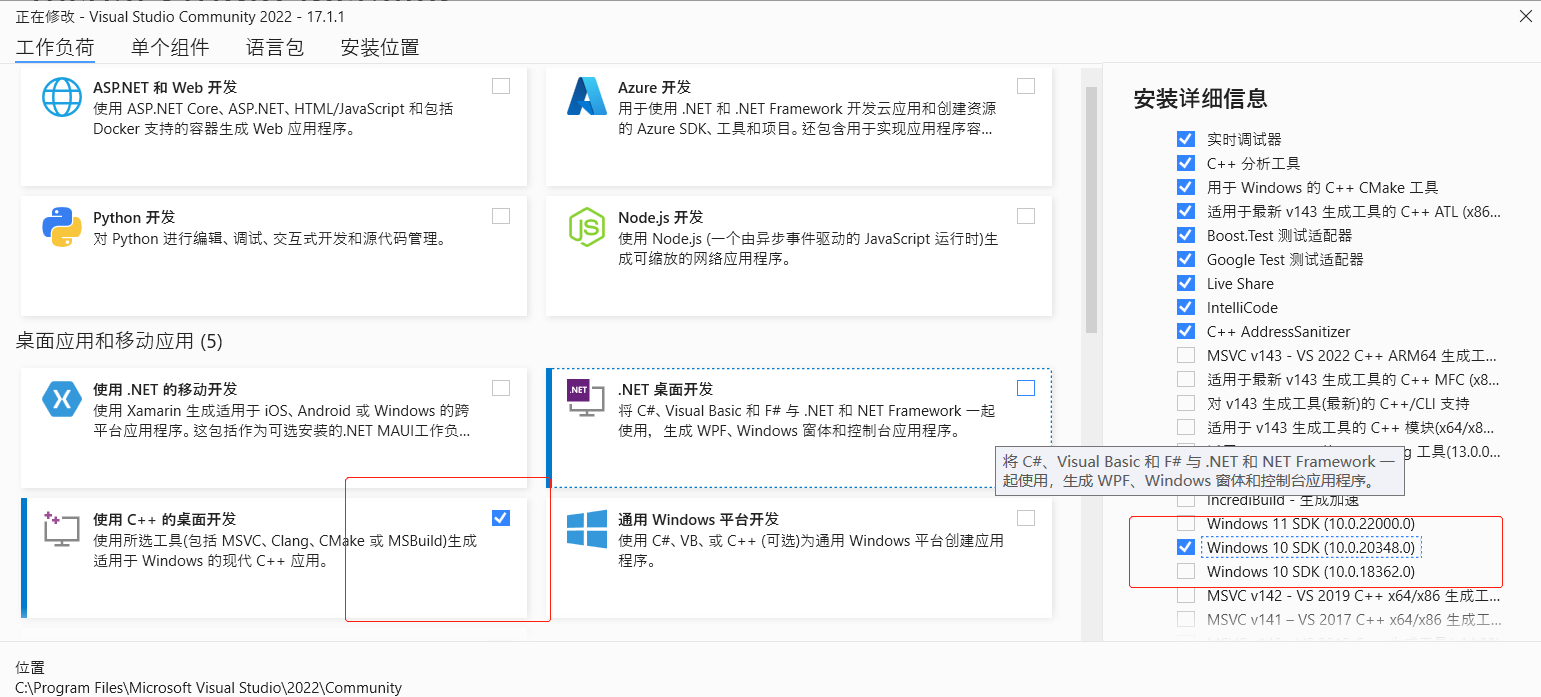 正在修改 - Visual Studio Community 2022 - 17.1.1
工作负荷 单个组件 语言包 安装位置
ASP.NET 和 Web 开发
使用 ASP.NET Core、ASP.NET、HTML/JavaScript 和包括
Docker 支持的容器生成 Web 应用程序。
Azure 开发
用于使用 .NET 和 .NET Framework 开发云应用和创建资源
的 Azure SDK、工具和项目。还包含用于实现应用程序容...
Python 开发
对 Python 进行编辑、调试、交互式开发和源代码管理。
Node.js 开发
使用 Node.js (一个由异步事件驱动的 JavaScript 运行时)生
成可缩放的网络应用程序。
桌面应用和移动应用 (5)
使用 .NET 的移动开发
使用 Xamarin 生成适用于 iOS、Android 或 Windows 的跨
平台应用程序。这包括作为可选安装的.NET MAUI工作负...
.NET
.NET 桌面开发
将 C#、Visual Basic 和 F# 与 .NET 和 NET Framework 一起
使用，生成 WPF、Windows 窗体和控制台应用程序。
将 C#、Visual Basic 和 F# 与 .NET 和 NET Framework 一
起使用，生成 WPF、Windows 窗体和控制台应用程序。
使用 C++ 的桌面开发
使用所选工具(包括 MSVC、Clang、CMake 或 MSBuild)生成
适用于 Windows 的现代 C++ 应用。
通用 Windows 平台开发
使用 C#、VB、或 C++ (可选)为通用 Windows 平台创建应用
程序。
安装详细信息
实时调试器
C++ 分析工具
用于 Windows 的 C++ CMake 工具
适用于最新 v143 生成工具的 C++ ATL (x86...
Boost.Test 测试适配器
Google Test 测试适配器
Live Share
IntelliCode
C++ AddressSanitizer
MSVC v143 - VS 2022 C++ ARM64 生成工...
适用于最新 v143 生成工具的 C++ MFC (x8...
对 v143 生成工具(最新)的 C++/CLI 支持
适用于 v143 生成工具的 C++ 模块(x64/x8...
g 工具(13.0.0...
IncrediBuild - 生成加速
Windows 11 SDK (10.0.22000.0)
Windows 10 SDK (10.0.20348.0)
Windows 10 SDK (10.0.18362.0)
MSVC v142 - VS 2019 C++ x64/x86 生成工...
MSVC v141 – VS 2017 C++ x64/x86 生成工...
位置
C:\Program Files\Microsoft Visual Studio\2022\Community